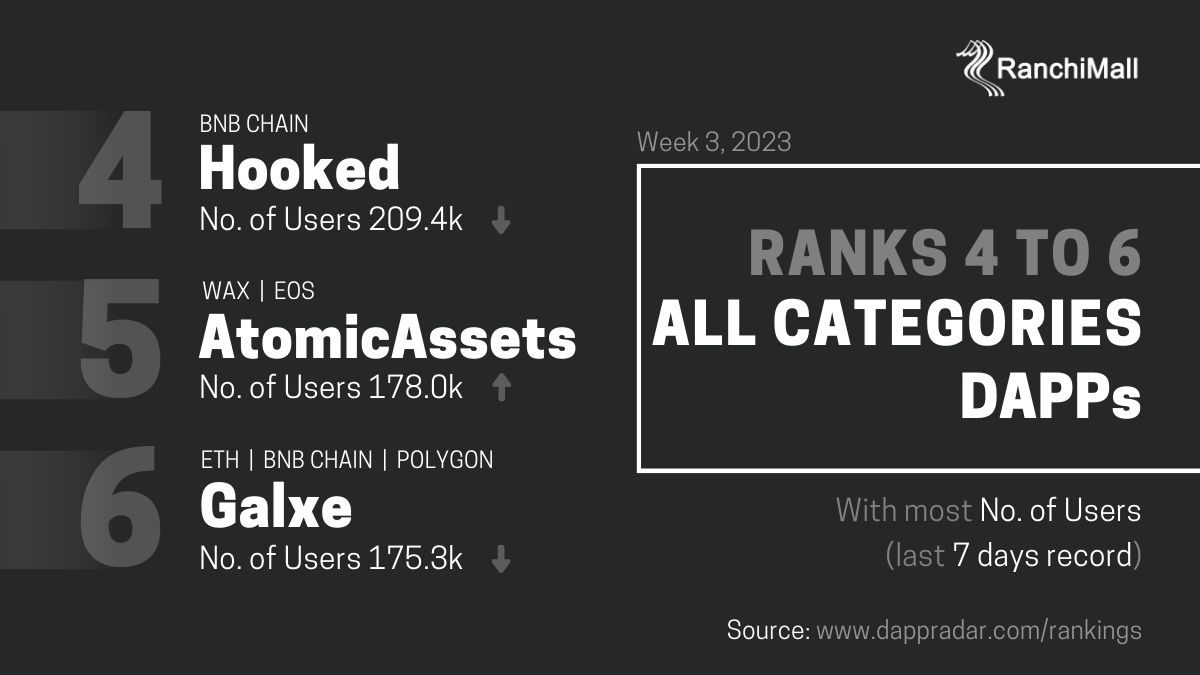 RanchiMall
4
BNB CHAIN
Hooked
No. of Users 209.4k
5
WAX | EOS
AtomicAssets
No. of Users 178.0k
6
ETH | BNB CHAIN | POLYGON
Galxe
No. of Users 175.3k
Week 3, 2023
RANKS 4 TO 6
ALL CATEGORIES
DAPPs
With most No. of Users
(last 7 days record)
Source: www.dappradar.com/rankings